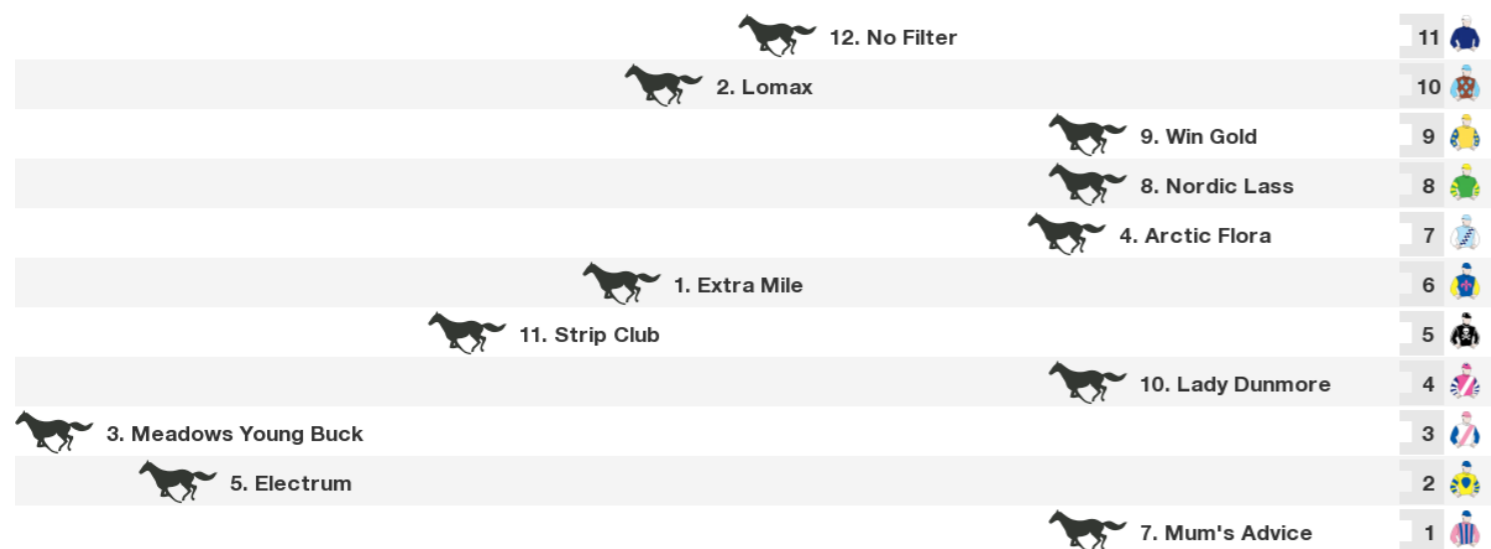 12. No Filter 11
2. Lomax 10
9. Win Gold 9
8. Nordic Lass 8
4. Arctic Flora 7
1. Extra Mile 6
11. Strip Club 5
10. Lady Dunmore 4
3. Meadows Young Buck 3
5. Electrum 2
7. Mum's Advice 1